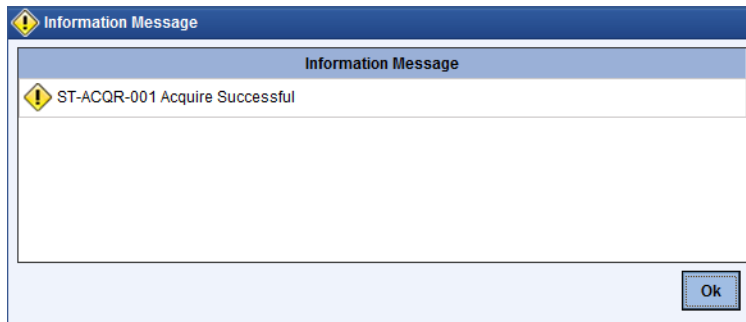 Information Message
Information Message
ST-ACQR-001 Acquire Successful
Ok